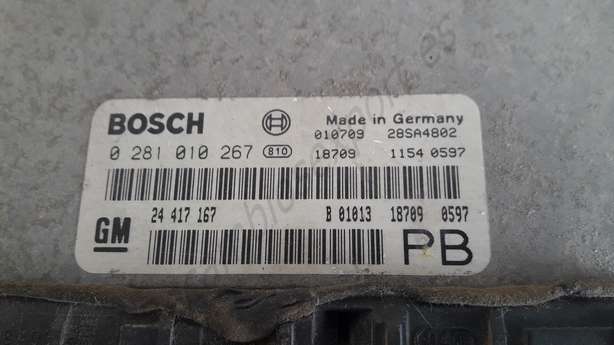 BOSCH
Made in Germany
010709 28SA4802
0 281 010 267 810 18709 1154 0597
24 417 167 B 01013 18709 0597
GM
PB